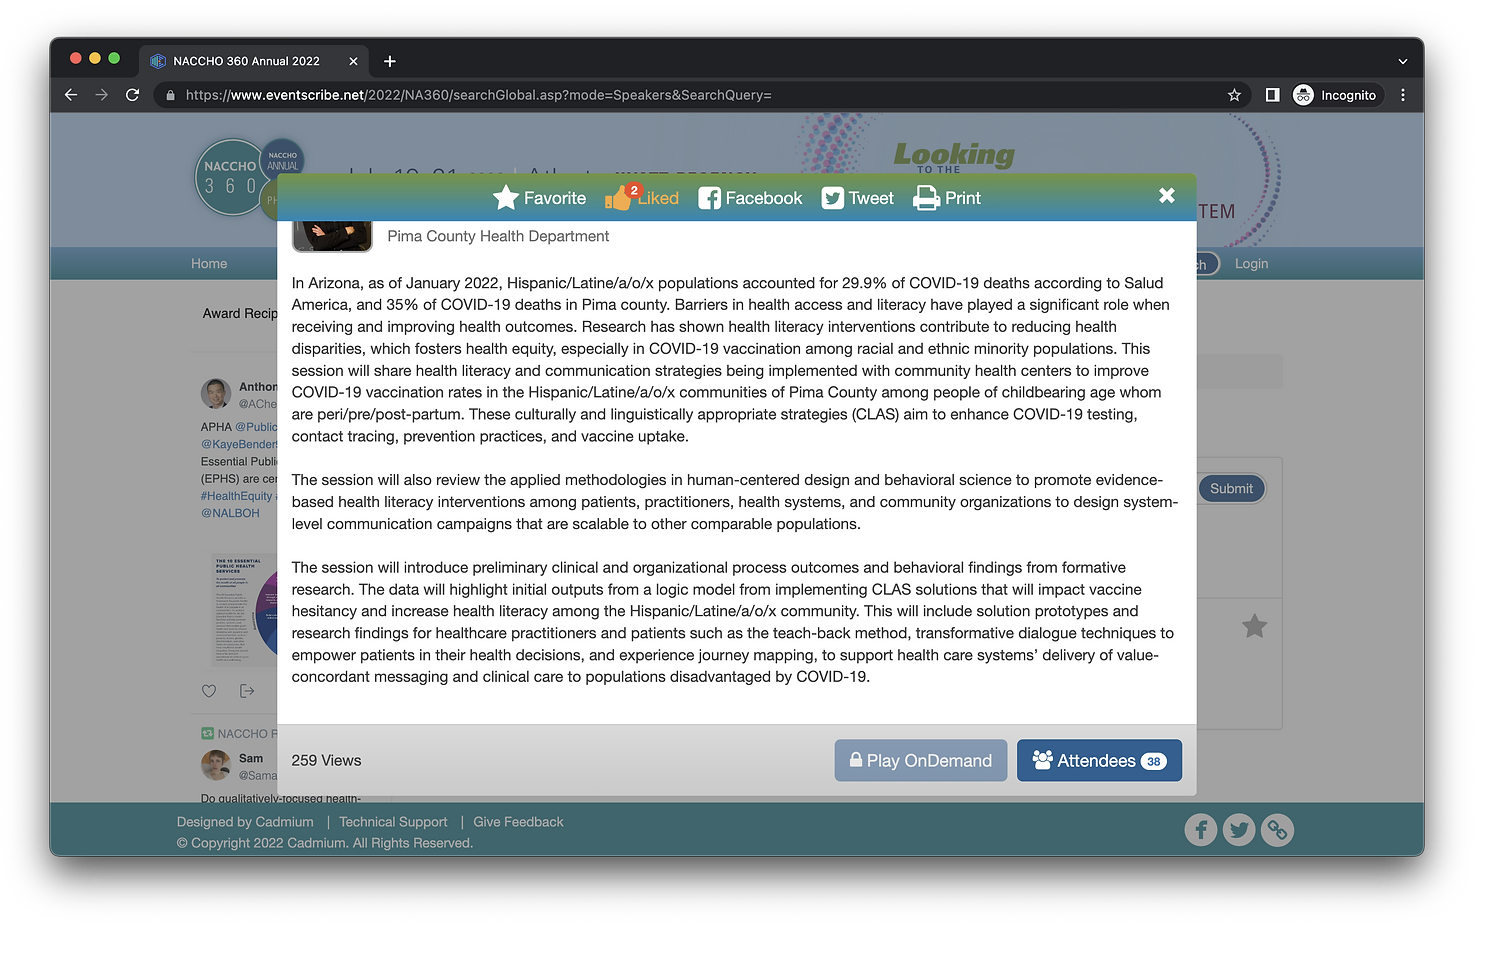 NACCHO 360 Annual 2022
https://www.eventscribe.net/2022/NA360/searchGlobal.asp?mode=Speakers&SearchQuery=
Incognito
NACCHO
360
NACCHO
ANNUAL
Looking
TO THE
TEM
Favorite
2
Liked
Facebook
Tweet
Print
Pima County Health Department
Home
Login
In Arizona, as of January 2022, Hispanic/Latine/a/o/x populations accounted for 29.9% of COVID-19 deaths according to Salud
America, and 35% of COVID-19 deaths in Pima county. Barriers in health access and literacy have played a significant role when
receiving and improving health outcomes. Research has shown health literacy interventions contribute to reducing health
disparities, which fosters health equity, especially in COVID-19 vaccination among racial and ethnic minority populations. This
session will share health literacy and communication strategies being implemented with community health centers to improve
COVID-19 vaccination rates in the Hispanic/Latine/a/o/x communities of Pima County among people of childbearing age whom
are peri/pre/post-partum. These culturally and linguistically appropriate strategies (CLAS) aim to enhance COVID-19 testing,
contact tracing, prevention practices, and vaccine uptake.
The session will also review the applied methodologies in human-centered design and behavioral science to promote evidence-
based health literacy interventions among patients, practitioners, health systems, and community organizations to design system-
level communication campaigns that are scalable to other comparable populations.
The session will introduce preliminary clinical and organizational process outcomes and behavioral findings from formative
research. The data will highlight initial outputs from a logic model from implementing CLAS solutions that will impact vaccine
hesitancy and increase health literacy among the Hispanic/Latine/a/o/x community. This will include solution prototypes and
research findings for healthcare practitioners and patients such as the teach-back method, transformative dialogue techniques to
empower patients in their health decisions, and experience journey mapping, to support health care systems' delivery of value-
concordant messaging and clinical care to populations disadvantaged by COVID-19.
259 Views
Play OnDemand
Attendees 38
Award Recip
Anthon
@AChe
APHA @Public
@KayeBender
Essential Publi
(EPHS) are cer
#HealthEquity
@NALBOH
THE 10 ESSENTIAL
PUBLIC HEALTH
SERVICES
NACCHO F
Sam
@Sama
Do qualitatively-focused health-
Submit
Designed by Cadmium | Technical Support | Give Feedback
© Copyright 2022 Cadmium. All Rights Reserved.